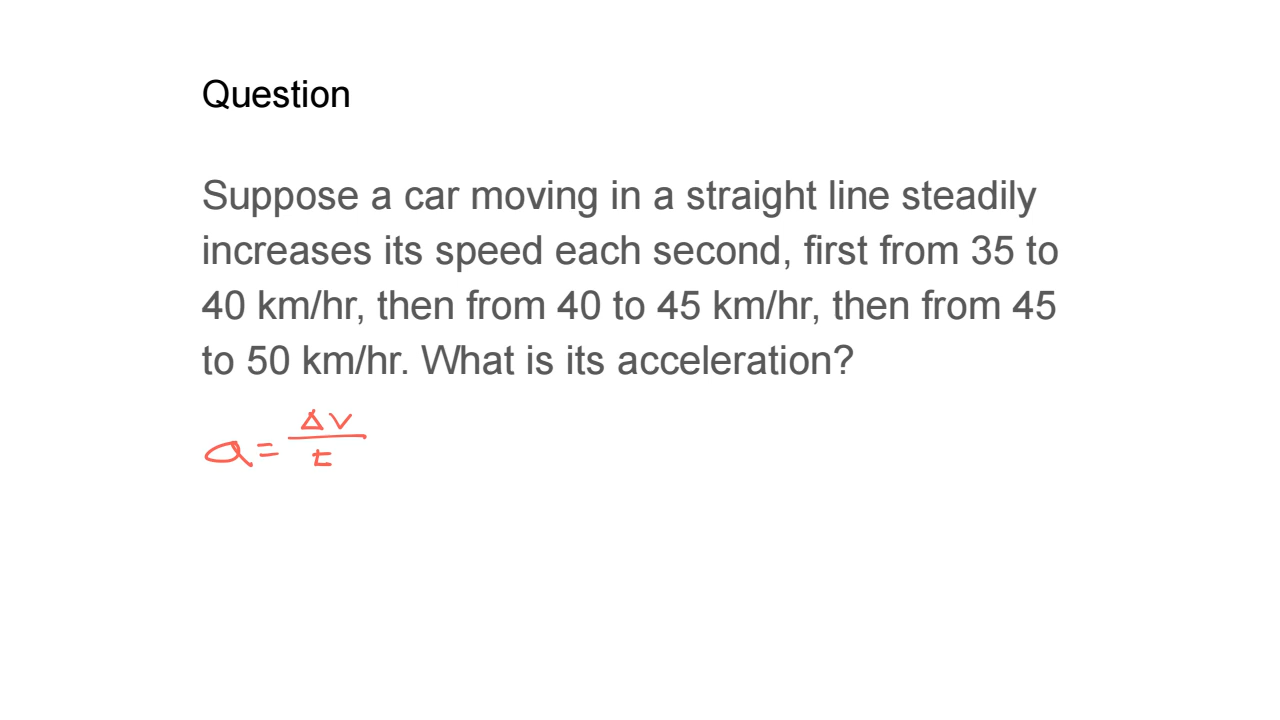 Question
Suppose a car moving in a straight line steadily
increases its speed each second, first from 35 to
40 km/hr, then from 40 to 45 km/hr, then from 45
to 50 km/hr. What is its acceleration?
a = Δv / t